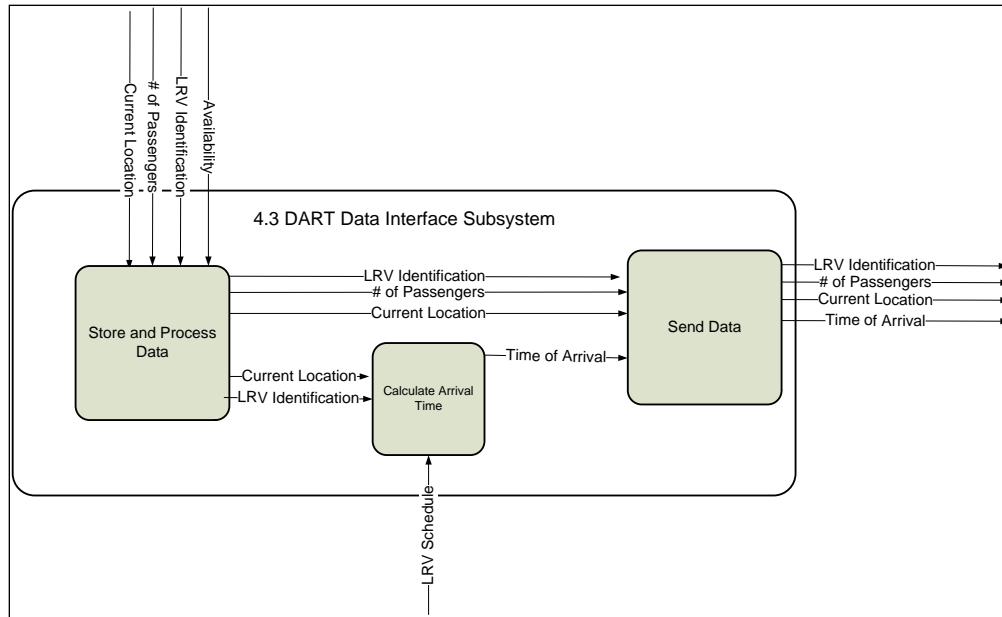 Current Location
# of Passengers
LRV Identification
Availability
4.3 DART Data Interface Subsystem
Store and Process
Data
LRV Identification
# of Passengers
Current Location
Current Location
LRV Identification
Calculate Arrival
Time
Time of Arrival
LRV Schedule
Send Data
LRV Identification
# of Passengers
Current Location
Time of Arrival